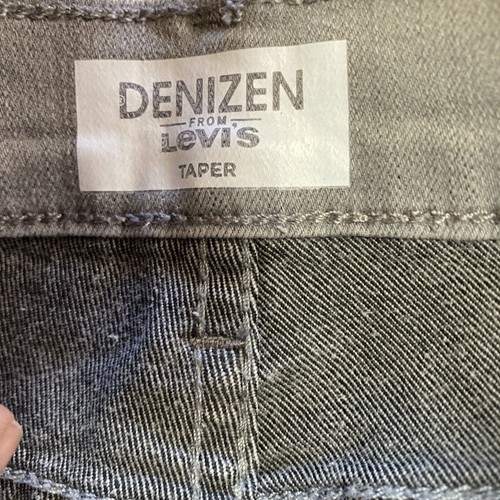 DENIZEN
FROM
Levi's
TAPER